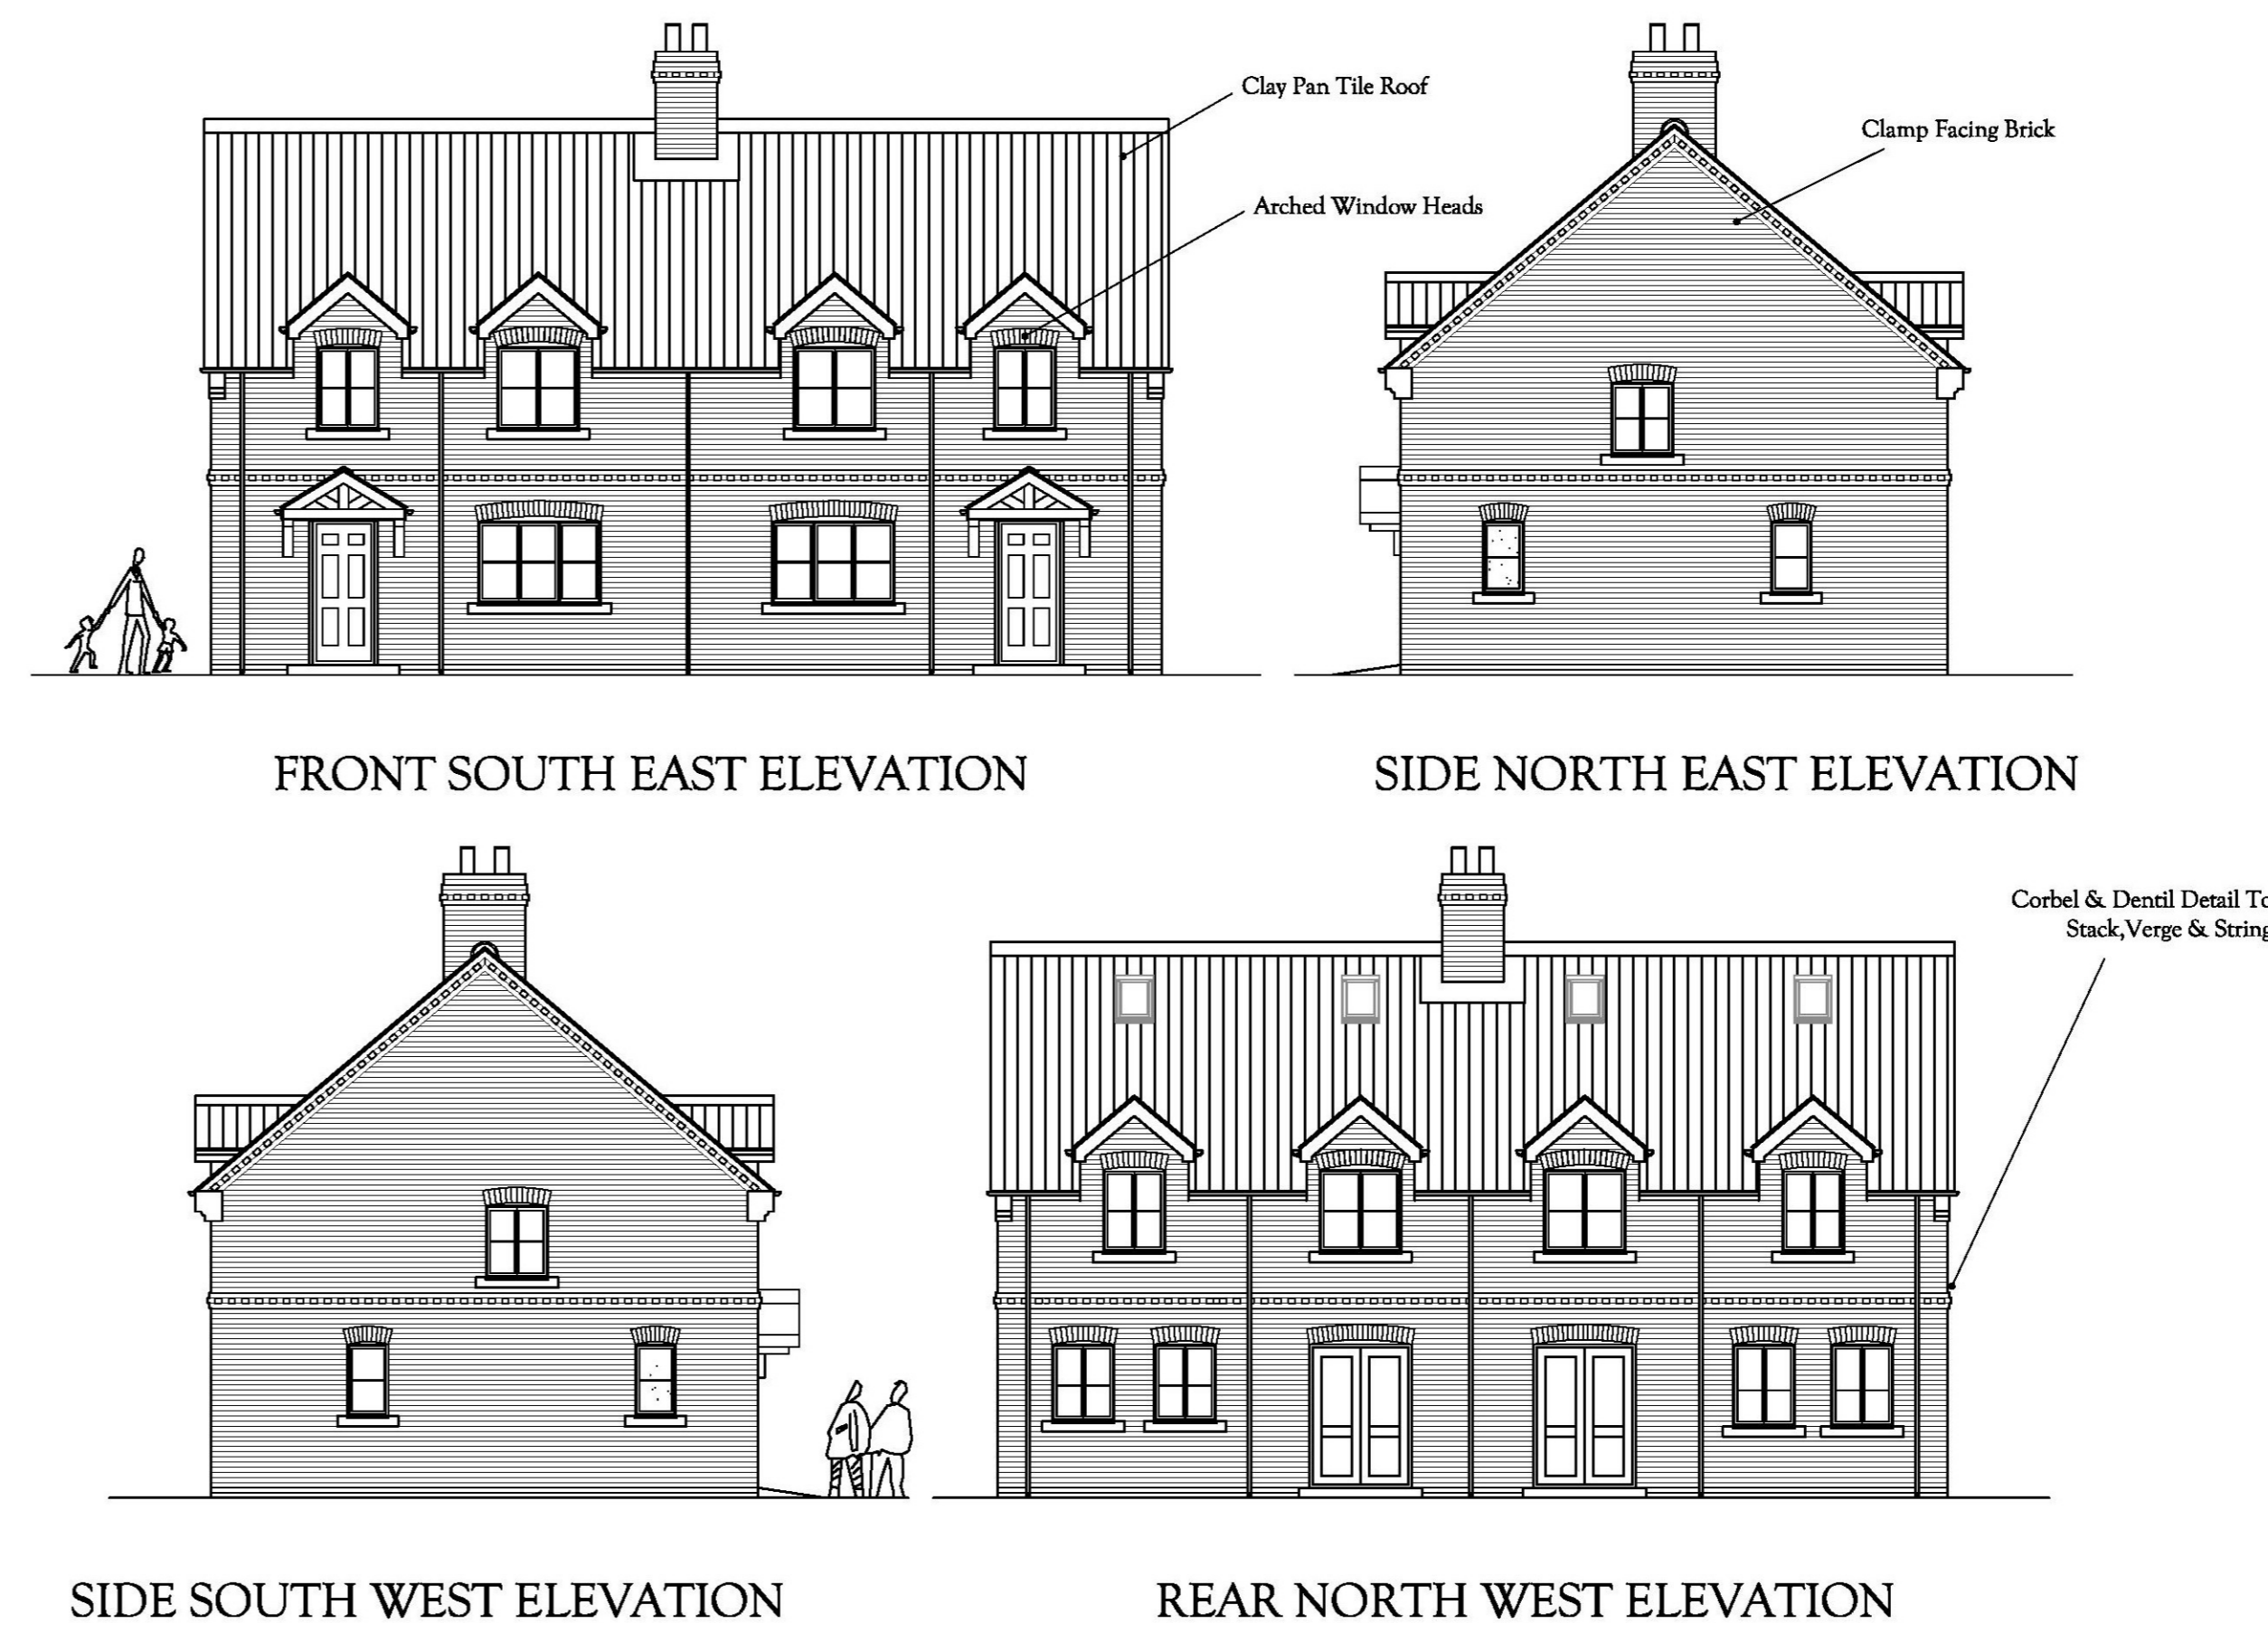 Clay Pan Tile Roof
Arched Window Heads
FRONT SOUTH EAST ELEVATION
Clamp Facing Brick
SIDE NORTH EAST ELEVATION
SIDE SOUTH WEST ELEVATION
Corbel & Dentil Detail
Stack,Verge & String
REAR NORTH WEST ELEVATION